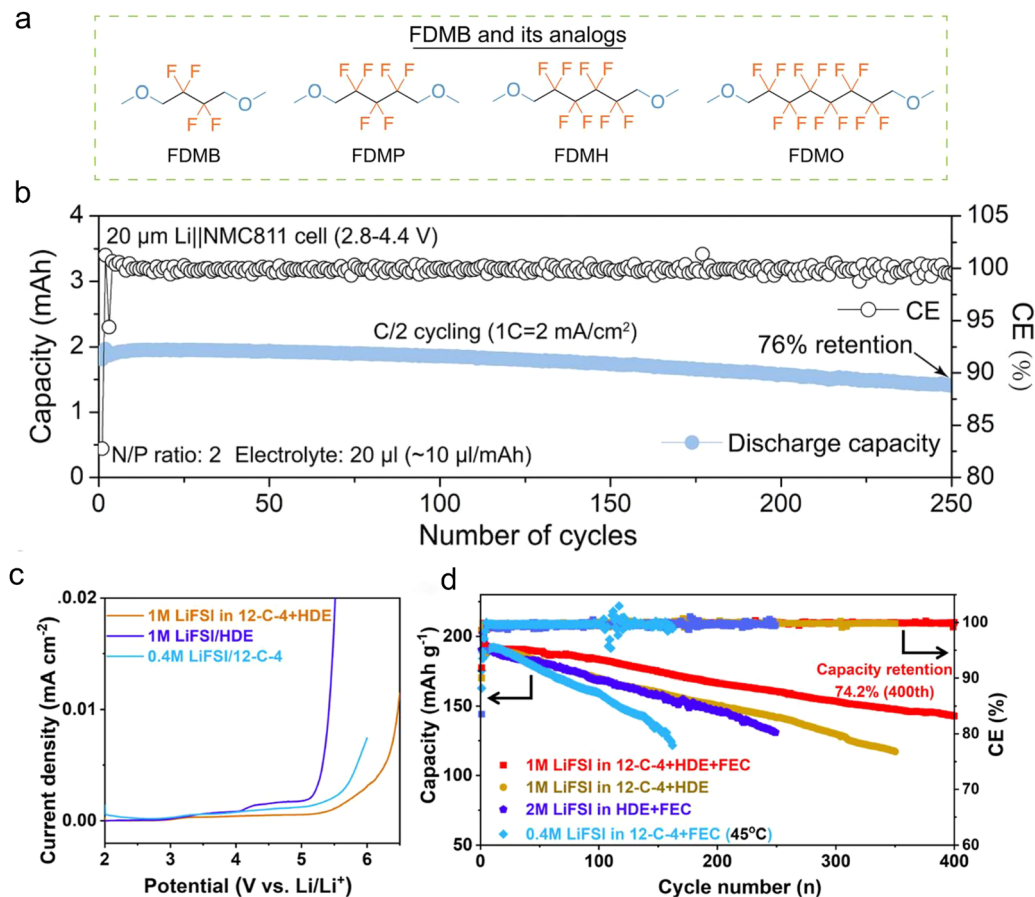 a
FDMB and its analogs
F F
F F F F
F F F F
F F F F F F
O
O
O
O
O
O
O
O
F F
F F
F F F F
F F F F F F
FDMB
FDMP
FDMH
FDMO
b
4
3
2
1
0
Capacity (mAh)
20 μm Li||NMC811 cell (2.8-4.4 V)
CE
C/2 cycling (1C=2 mA/cm²)
76% retention
Discharge capacity
N/P ratio: 2 Electrolyte: 20 μl (~10 μl/mAh)
105
100
95
90
85
80
CE (%)
0 50 100 150 200 250
Number of cycles
c
.02
0.01
0.00
Current density (mA cm⁻²)
1M LiFSI in 12-C-4+HDE
1M LiFSI/HDE
0.4M LiFSI/12-C-4
2 3 4 5 6
Potential (V vs. Li/Li⁺)
d
200
150
100
50
Capacity (mAh g⁻¹)
Capacity retention
74.2% (400th)
1M LiFSI in 12-C-4+HDE+FEC
1M LiFSI in 12-C-4+HDE
2M LiFSI in HDE+FEC
0.4M LiFSI in 12-C-4+FEC (45°C)
100
90
80
70
60
CE (%)
0 100 200 300 400
Cycle number (n)